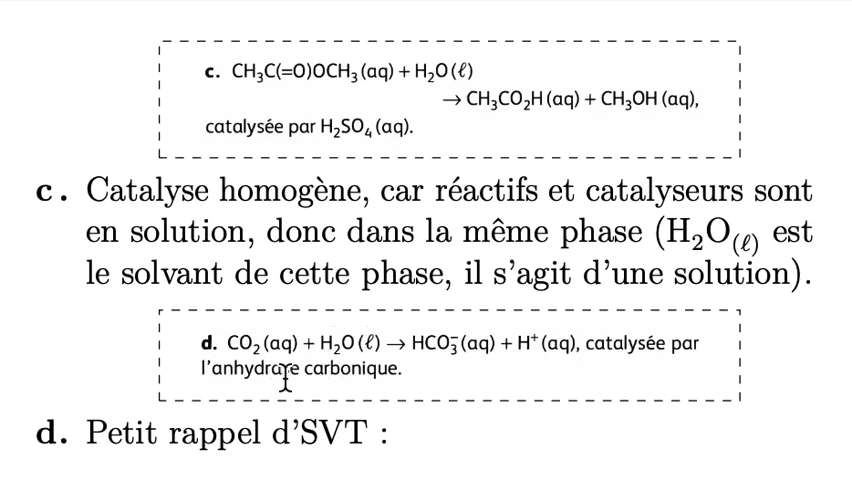 c. CH₃C(=O)OCH₃(aq) + H₂O(ℓ)
→ CH₃CO₂H(aq) + CH₃OH(aq),
catalysée par H₂SO₄(aq).
c. Catalyse homogène, car réactifs et catalyseurs sont
en solution, donc dans la même phase (H₂O(ℓ) est
le solvant de cette phase, il s’agit d’une solution).
d. CO₂(aq) + H₂O(ℓ) → HCO₃⁻(aq) + H⁺(aq), catalysée par
l’anhydrase carbonique.
d. Petit rappel d’SVT :